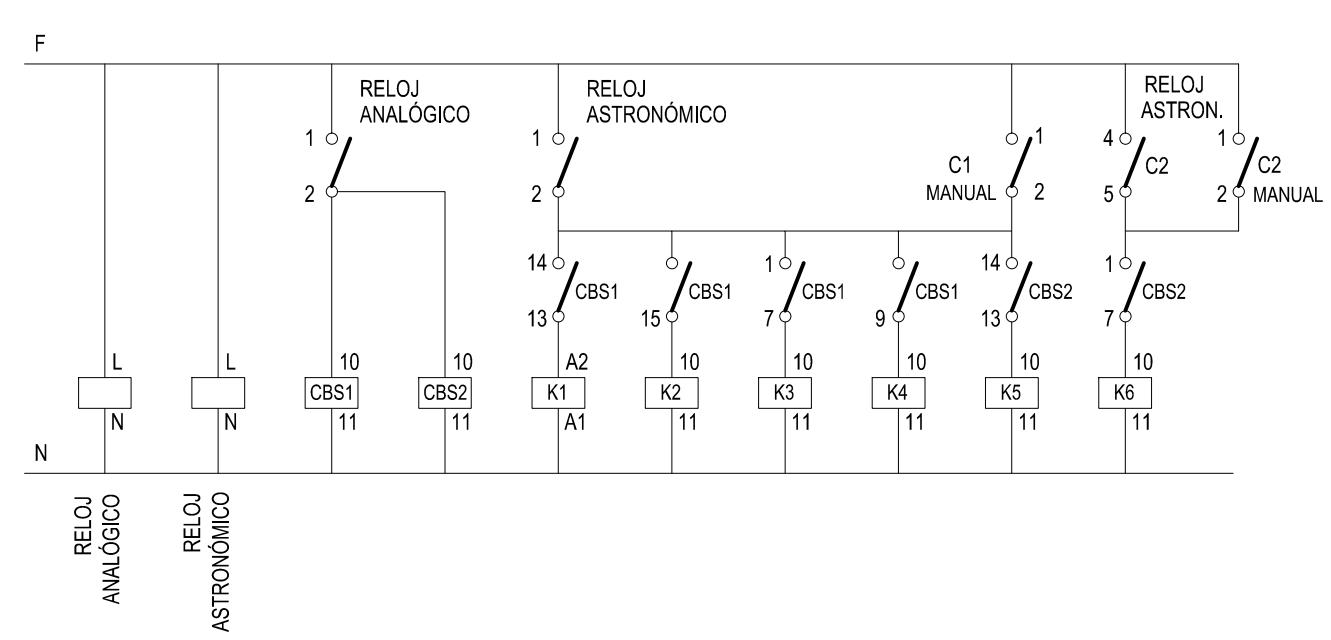 F
RELOJ
ANALÓGICO
RELOJ
ASTRONÓMICO
RELOJ
ASTRON.
1
1
1
4
1
C1
C2
C2
MANUAL
MANUAL
2
2
2
5
2
14
1
14
1
CBS1
CBS1
CBS1
CBS1
CBS2
CBS2
13
15
7
9
13
7
L
L
10
10
A2
10
10
10
10
10
CBS1
CBS2
K1
K2
K3
K4
K5
K6
N
N
11
11
A1
11
11
11
11
11
N
RELOJ
ANALÓGICO
RELOJ
ASTRONÓMICO